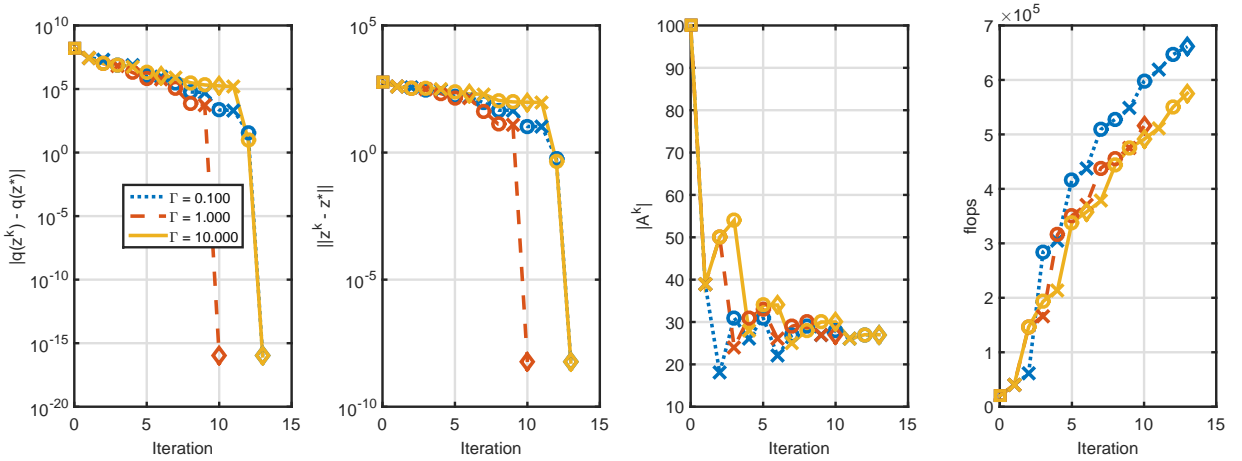 10^10
10^5
10^0
10^-5
10^-10
10^-15
10^-20
|q(z^k) - q(z*)|
0 5 10 15
Iteration
Γ = 0.100
Γ = 1.000
Γ = 10.000
10^5
10^0
10^-5
10^-10
||z^k - z*||
0 5 10 15
Iteration
100
90
80
70
60
50
40
30
20
10
|A^k|
0 5 10 15
Iteration
×10^5
7
6
5
4
3
2
1
0
flops
0 5 10 15
Iteration